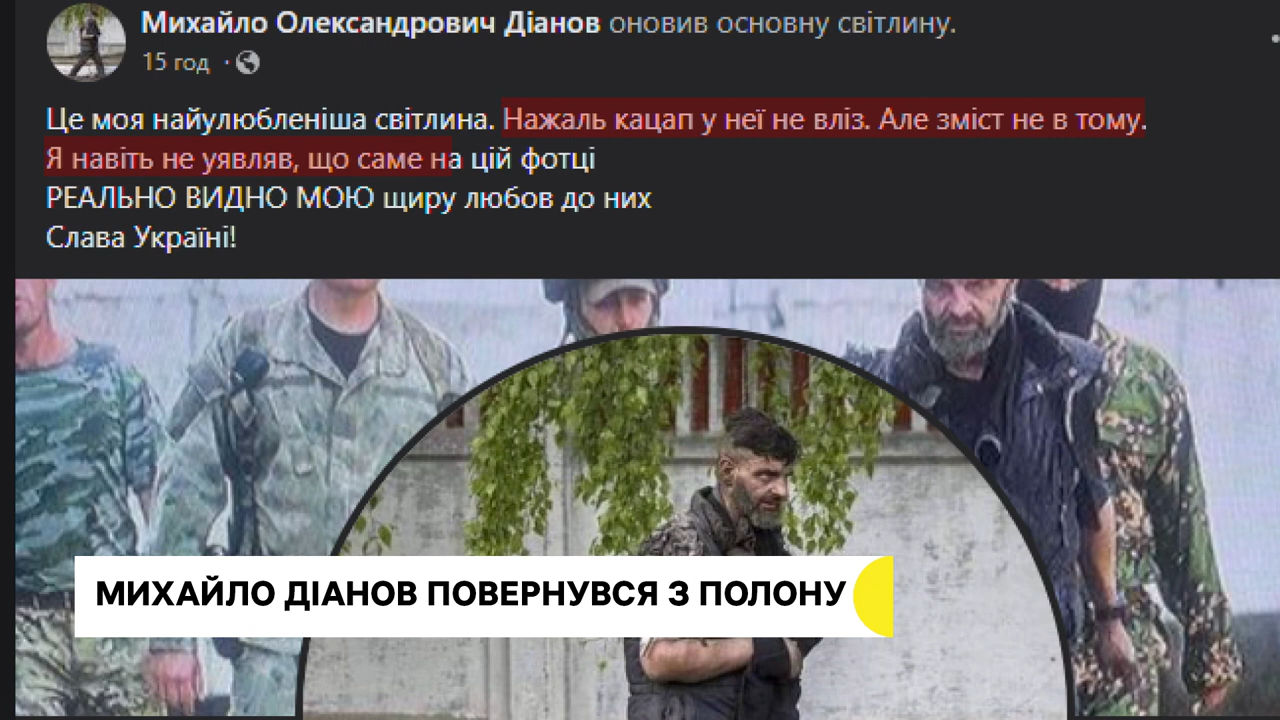 Михайло Олександрович Діанов оновив основну світлину.
15 год ·
Це моя найулюбленіша світлина. Нажаль кацап у неї не вліз. Але зміст не в тому.
Я навіть не уявляв, що саме на цій фотці
РЕАЛЬНО ВИДНО МОЮ щиру любов до них
Слава Україні!
МИХАЙЛО ДІАНОВ ПОВЕРНУВСЯ З ПОЛОНУ